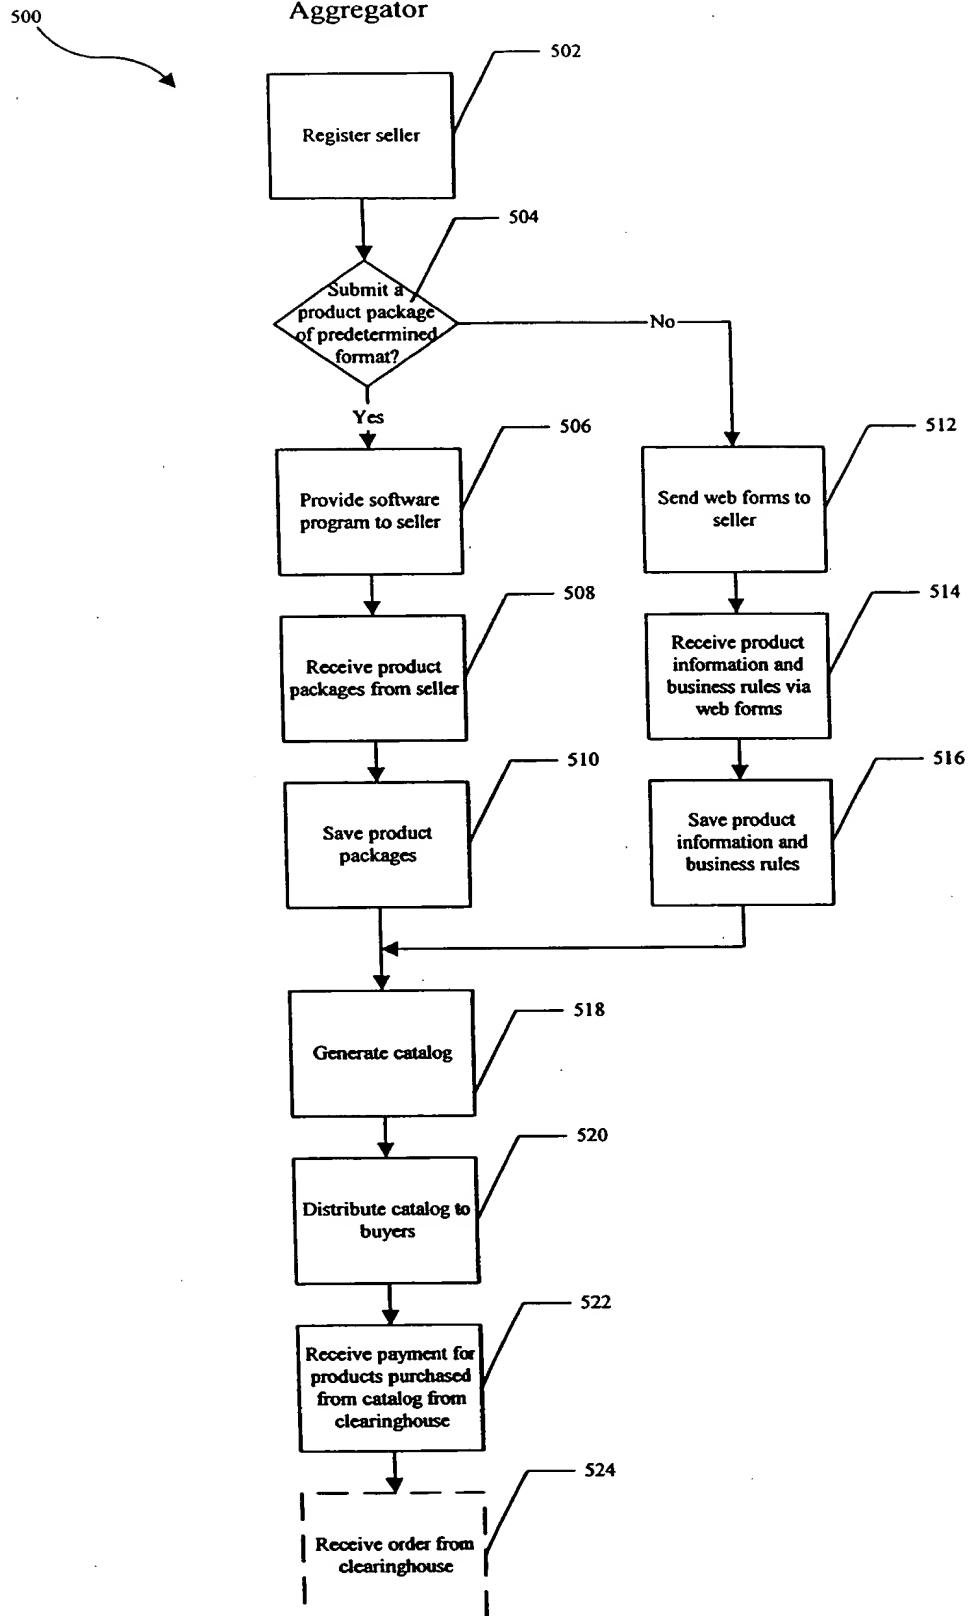 Aggregator
500
502
Register seller
504
Submit a
product package
of predetermined
format?
No
Yes
506
Provide software
program to seller
512
Send web forms to
seller
508
Receive product
packages from seller
514
Receive product
information and
business rules via
web forms
510
Save product
packages
516
Save product
information and
business rules
518
Generate catalog
520
Distribute catalog to
buyers
522
Receive payment for
products purchased
from catalog from
clearinghouse
524
Receive order from
clearinghouse